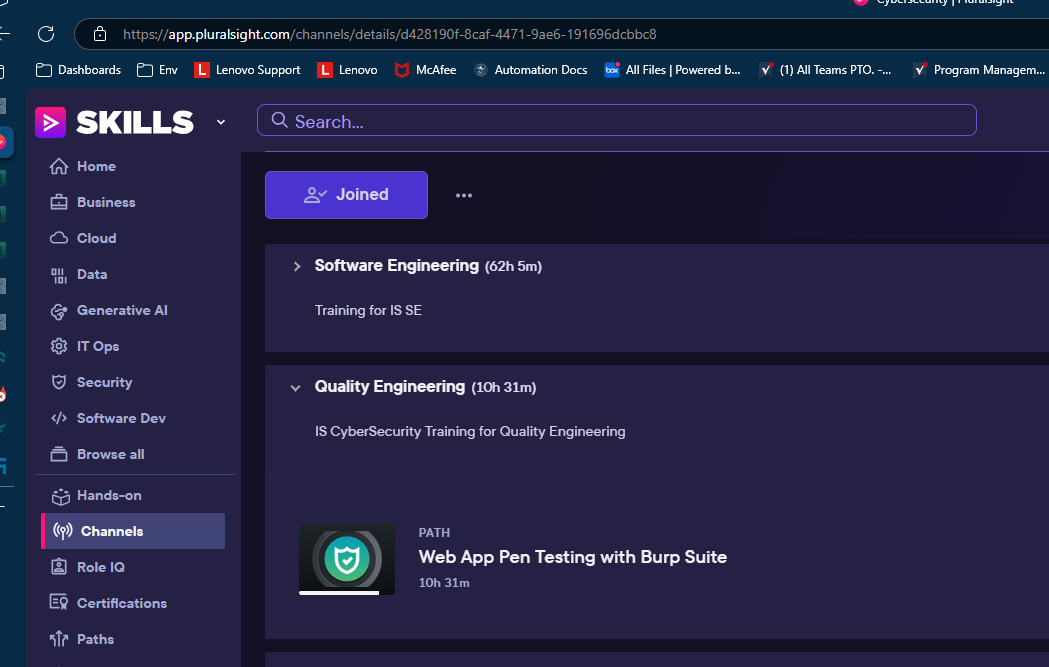 Cybersecurity | Pluralsight
https://app.pluralsight.com/channels/details/d428190f-8caf-4471-9ae6-191696dcbbc8
Dashboards Env L Lenovo Support L Lenovo McAfee Automation Docs box All Files | Powered b... (1) All Teams PTO. -... Program Managem...
SKILLS
Search...
Home
Business
Cloud
Data
Generative AI
IT Ops
Security
Software Dev
Browse all
Hands-on
Channels
Role IQ
Certifications
Paths
Joined
Software Engineering (62h 5m)
Training for IS SE
Quality Engineering (10h 31m)
IS CyberSecurity Training for Quality Engineering
PATH
Web App Pen Testing with Burp Suite
10h 31m